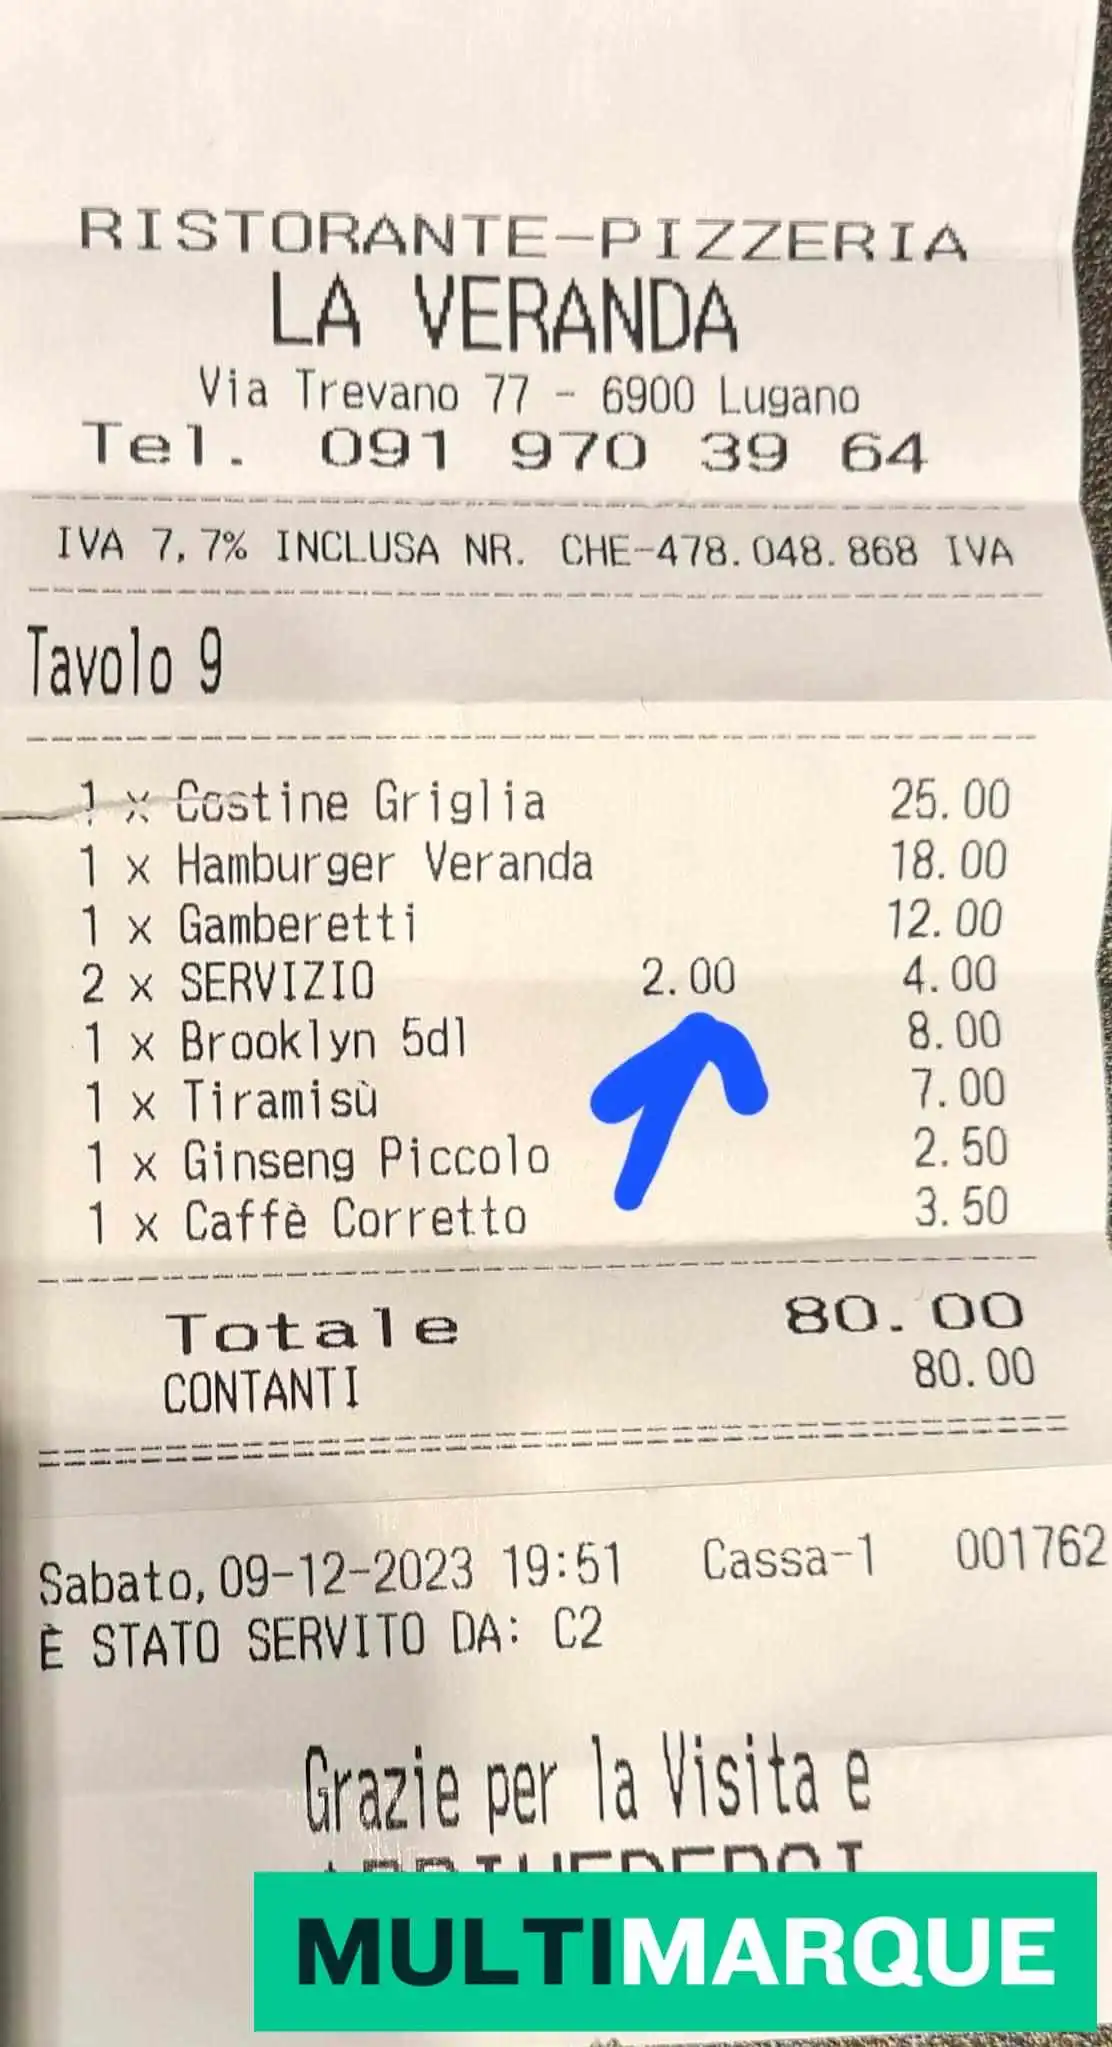 RISTORANTE-PIZZERIA
LA VERANDA
Via Trevano 77 - 6900 Lugano
Tel. 091 970 39 64
IVA 7,7% INCLUSA NR. CHE-478.048.868 IVA
Tavolo 9
1 x Costine Griglia 25.00
1 x Hamburger Veranda 18.00
1 x Gamberetti 12.00
2 x SERVIZIO 2.00 4.00
1 x Brooklyn 5dl 8.00
1 x Tiramisù 7.00
1 x Ginseng Piccolo 2.50
1 x Caffè Corretto 3.50
Totale 80.00
CONTANTI 80.00
Sabato, 09-12-2023 19:51 Cassa-1 001762
È STATO SERVITO DA: C2
Grazie per la Visita e
MULTIMARQUE